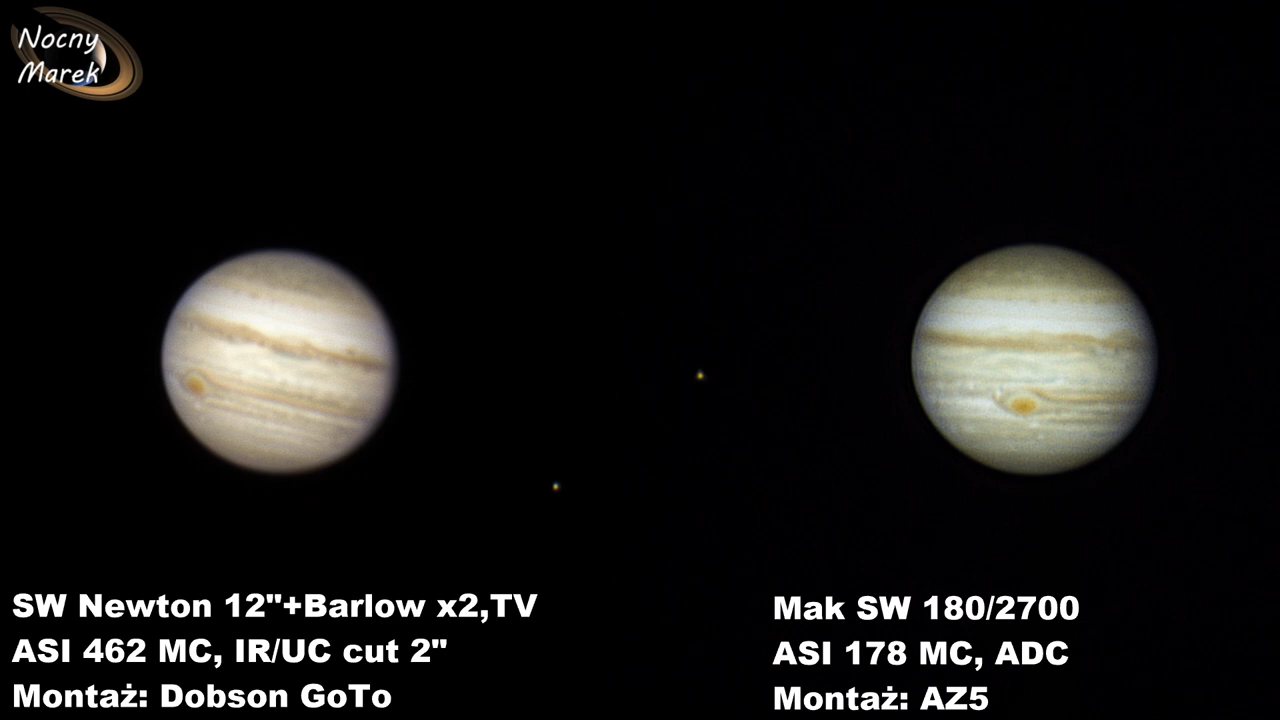 Nocny
Marek
SW Newton 12"+Barlow x2,TV
ASI 462 MC, IR/UC cut 2"
Montaż: Dobson GoTo
Mak SW 180/2700
ASI 178 MC, ADC
Montaż: AZ5